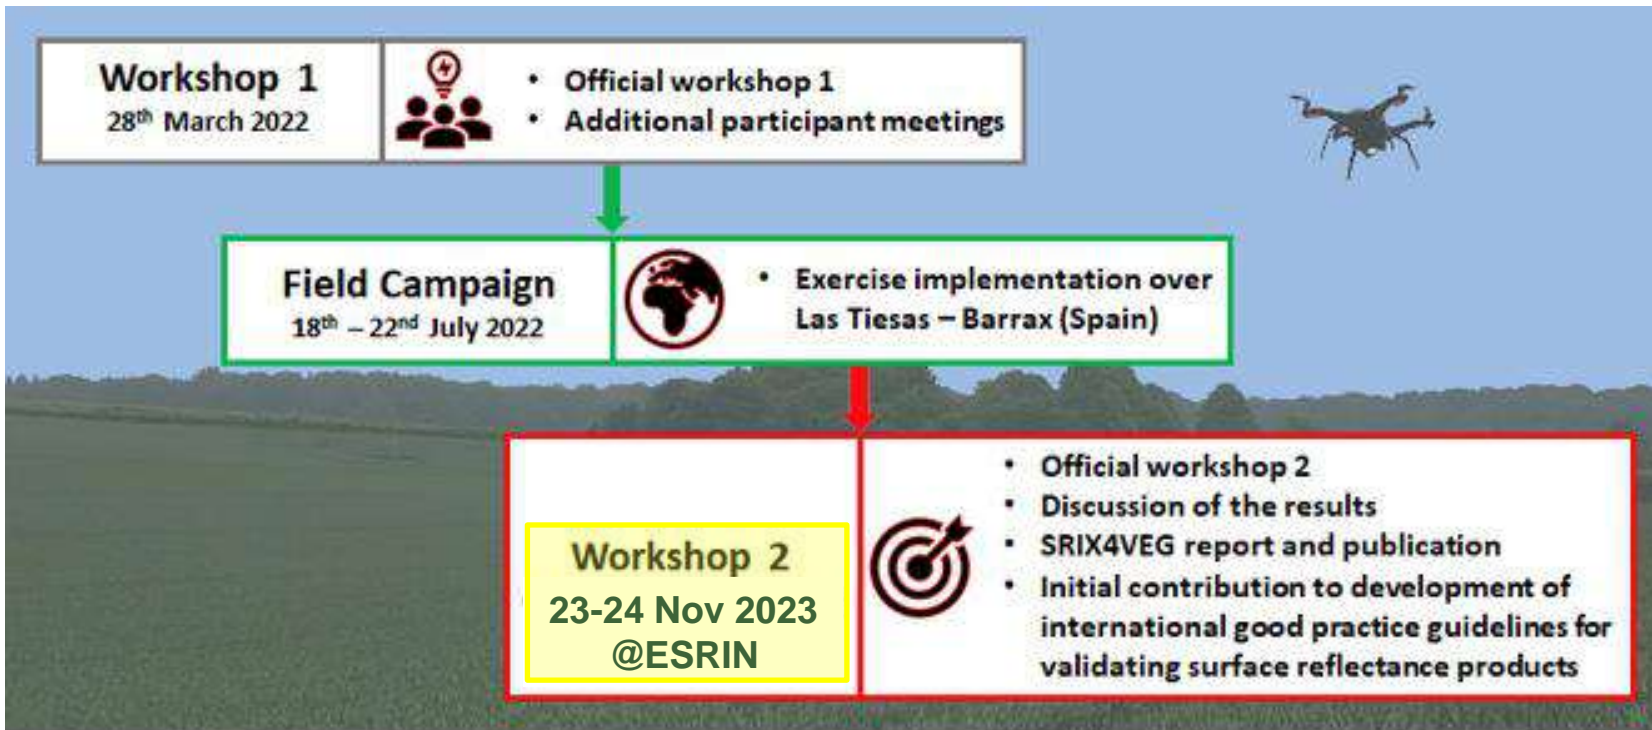 Workshop 1
28th March 2022
• Official workshop 1
• Additional participant meetings
Field Campaign
18th – 22nd July 2022
• Exercise implementation over
Las Tiesas – Barrax (Spain)
Workshop 2
23-24 Nov 2023
@ESRIN
• Official workshop 2
• Discussion of the results
• SRIX4VEG report and publication
• Initial contribution to development of
international good practice guidelines for
validating surface reflectance products